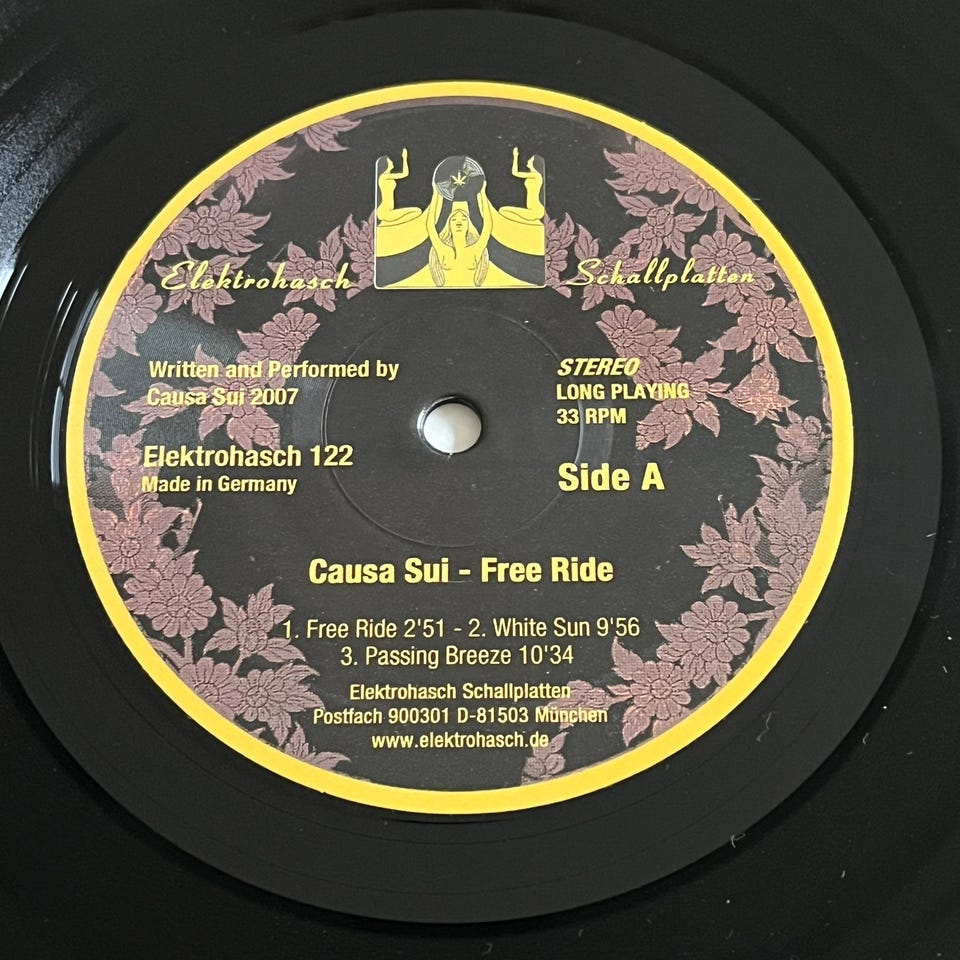 Elektrohasch Schallplatten
Written and Performed by
Causa Sui 2007
STEREO
LONG PLAYING
33 RPM
Elektrohasch 122
Made in Germany
Side A
Causa Sui - Free Ride
1. Free Ride 2'51 - 2. White Sun 9'56
3. Passing Breeze 10'34
Elektrohasch Schallplatten
Postfach 900301 D-81503 München
www.elektrohasch.de